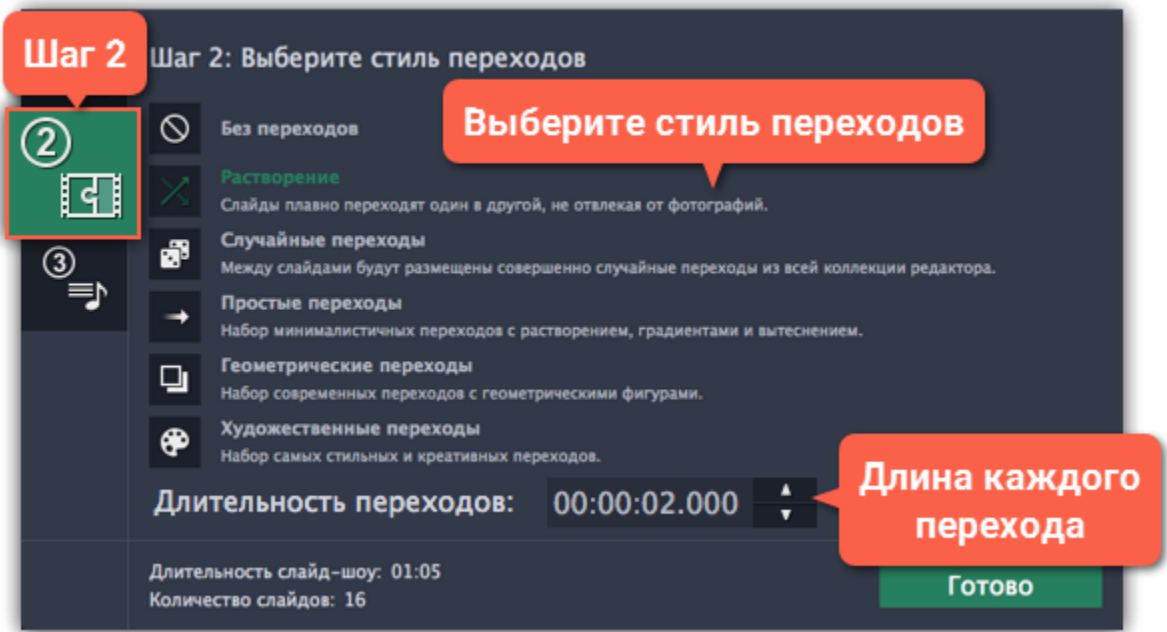 Шаг 2
Шаг 2: Выберите стиль переходов
2
Без переходов
Выберите стиль переходов
Растворение
Слайды плавно переходят один в другой, не отвлекая от фотографий.
3
Случайные переходы
Между слайдами будут размещены совершенно случайные переходы из всей коллекции редактора.
Простые переходы
Набор минималистичных переходов с растворением, градиентами и вытеснением.
Геометрические переходы
Набор современных переходов с геометрическими фигурами.
Художественные переходы
Набор самых стильных и креативных переходов.
Длительность переходов: 00:00:02.000
Длина каждого
перехода
Длительность слайд-шоу: 01:05
Количество слайдов: 16
Готово